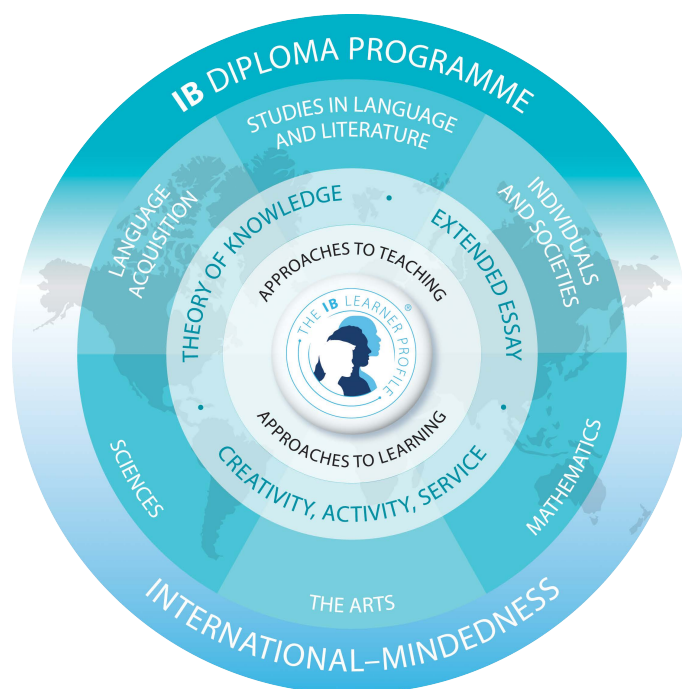 IB DIPLOMA PROGRAMME
STUDIES IN LANGUAGE
AND LITERATURE
LANGUAGE
ACQUISITION
INDIVIDUALS
AND SOCIETIES
THEORY OF KNOWLEDGE
•
EXTENDED ESSAY
APPROACHES TO TEACHING
THE IB LEARNER PROFILE
®
APPROACHES TO LEARNING
•
•
CREATIVITY, ACTIVITY, SERVICE
SCIENCES
MATHEMATICS
THE ARTS
INTERNATIONAL–MINDEDNESS